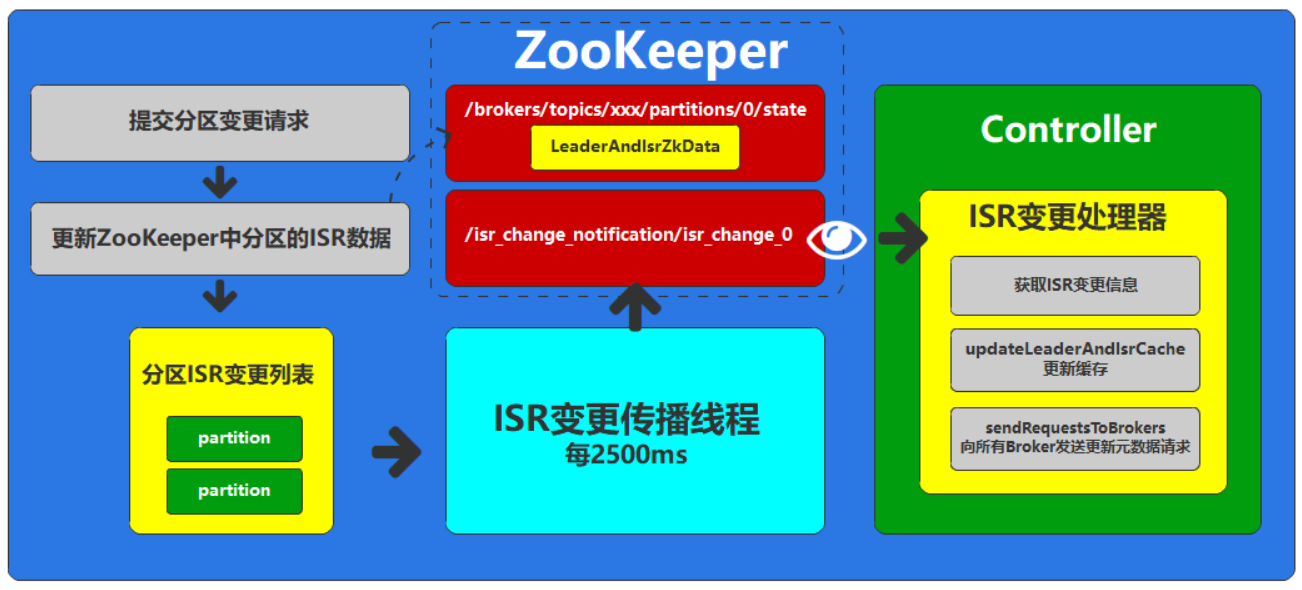 提交分区变更请求
更新ZooKeeper中分区的ISR数据
分区ISR变更列表
partition
partition
ZooKeeper
/brokers/topics/xxx/partitions/0/state
LeaderAndIsrZkData
/isr_change_notification/isr_change_0
ISR变更传播线程
每2500ms
Controller
ISR变更处理器
获取ISR变更信息
updateLeaderAndIsrCache
更新缓存
sendRequestsToBrokers
向所有Broker发送更新元数据请求